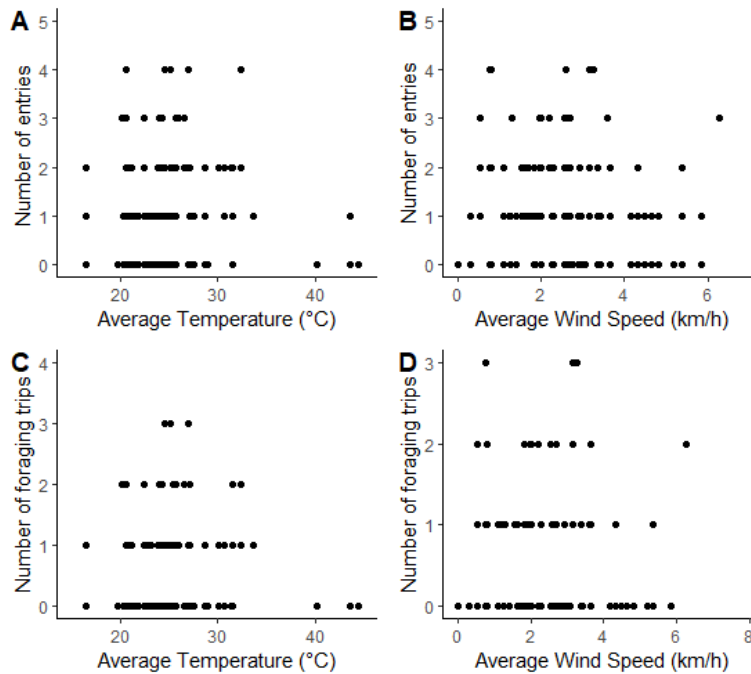 A
Number of entries
5
4
3
2
1
0
20 30 40
Average Temperature (°C)
B
Number of entries
5
4
3
2
1
0
0 2 4 6
Average Wind Speed (km/h)
C
Number of foraging trips
4
3
2
1
0
20 30 40
Average Temperature (°C)
D
Number of foraging trips
3
2
1
0
0 2 4 6 8
Average Wind Speed (km/h)